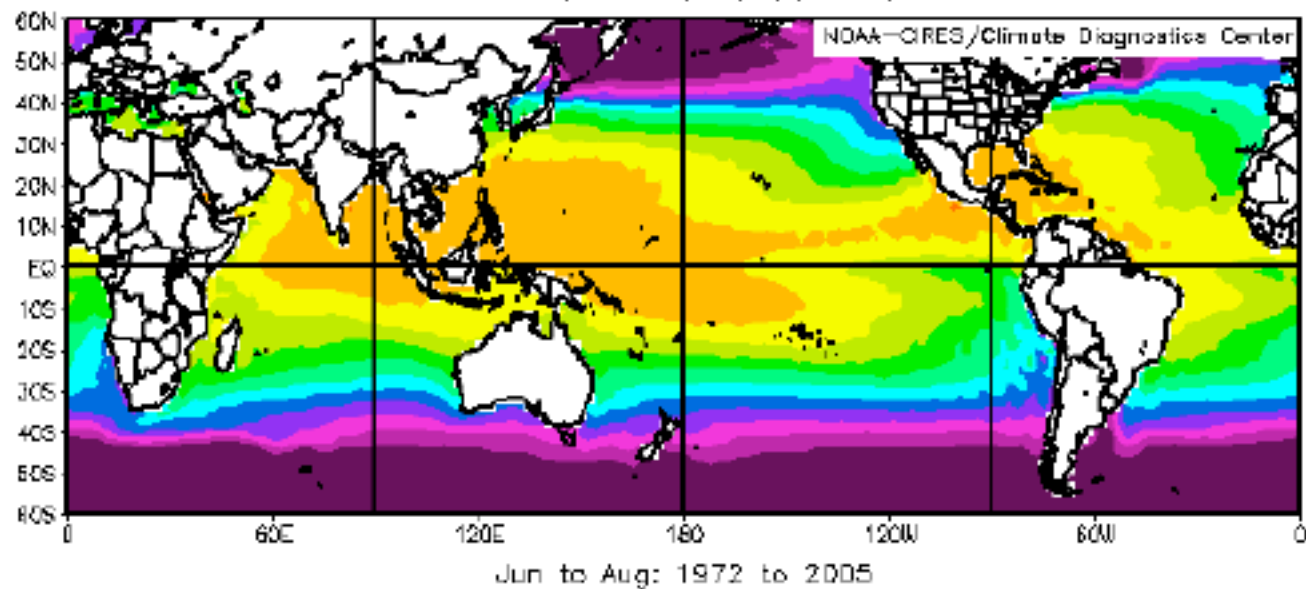 60N
NOAA-CIRES/Climate Diagnostics Center
50N
40N
30N
20N
10N
EQ
10S
20S
30S
40S
50S
60S
0 60E 120E 180 120W 60W 0
Jun to Aug: 1972 to 2005